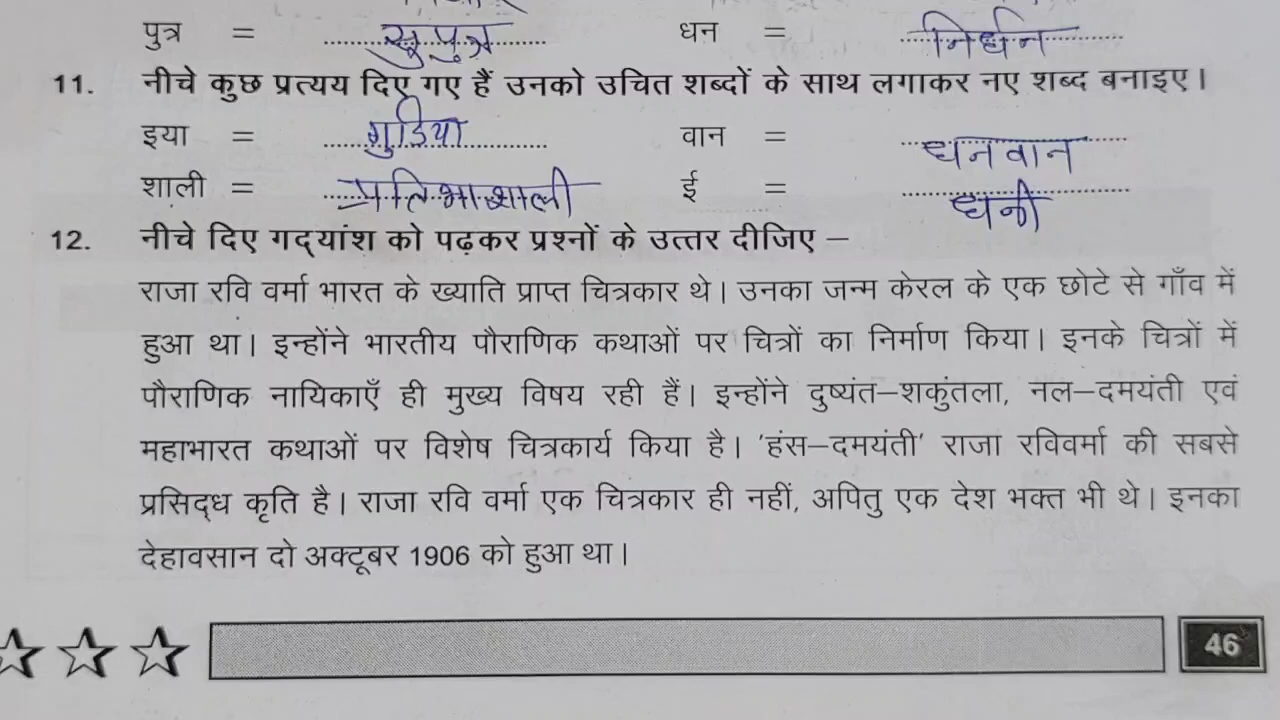 पुत्र = सुपुत्र धन = निर्धन
11. नीचे कुछ प्रत्यय दिए गए हैं उनको उचित शब्दों के साथ लगाकर नए शब्द बनाइए।
इया = गुडिया वान = धनवान
शाली = प्रतिभाशाली ई = धनी
12. नीचे दिए गद्यांश को पढ़कर प्रश्नों के उत्तर दीजिए –
राजा रवि वर्मा भारत के ख्याति प्राप्त चित्रकार थे। उनका जन्म केरल के एक छोटे से गाँव में
हुआ था। इन्होंने भारतीय पौराणिक कथाओं पर चित्रों का निर्माण किया। इनके चित्रों में
पौराणिक नायिकाएँ ही मुख्य विषय रही हैं। इन्होंने दुष्यंत–शकुंतला, नल–दमयंती एवं
महाभारत कथाओं पर विशेष चित्रकार्य किया है। 'हंस–दमयंती' राजा रविवर्मा की सबसे
प्रसिद्ध कृति है। राजा रवि वर्मा एक चित्रकार ही नहीं, अपितु एक देश भक्त भी थे। इनका
देहावसान दो अक्टूबर 1906 को हुआ था।
46